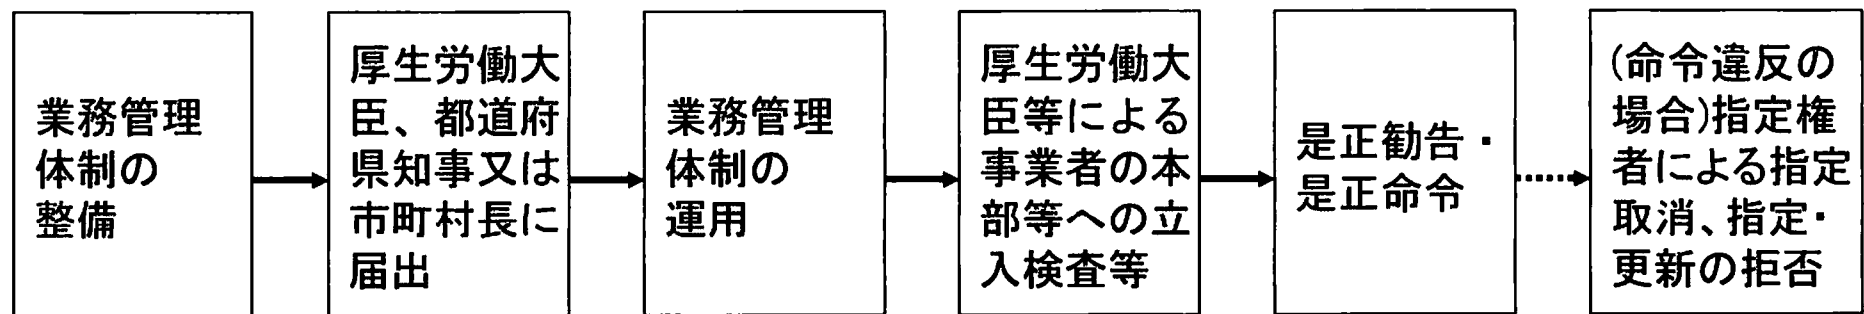 業務管理
体制の
整備
厚生労働大
臣、都道府
県知事又は
市町村長に
届出
業務管理
体制の
運用
厚生労働大
臣等による
事業者の本
部等への立
入検査等
是正勧告・
是正命令
(命令違反の
場合)指定権
者による指定
取消、指定・
更新の拒否